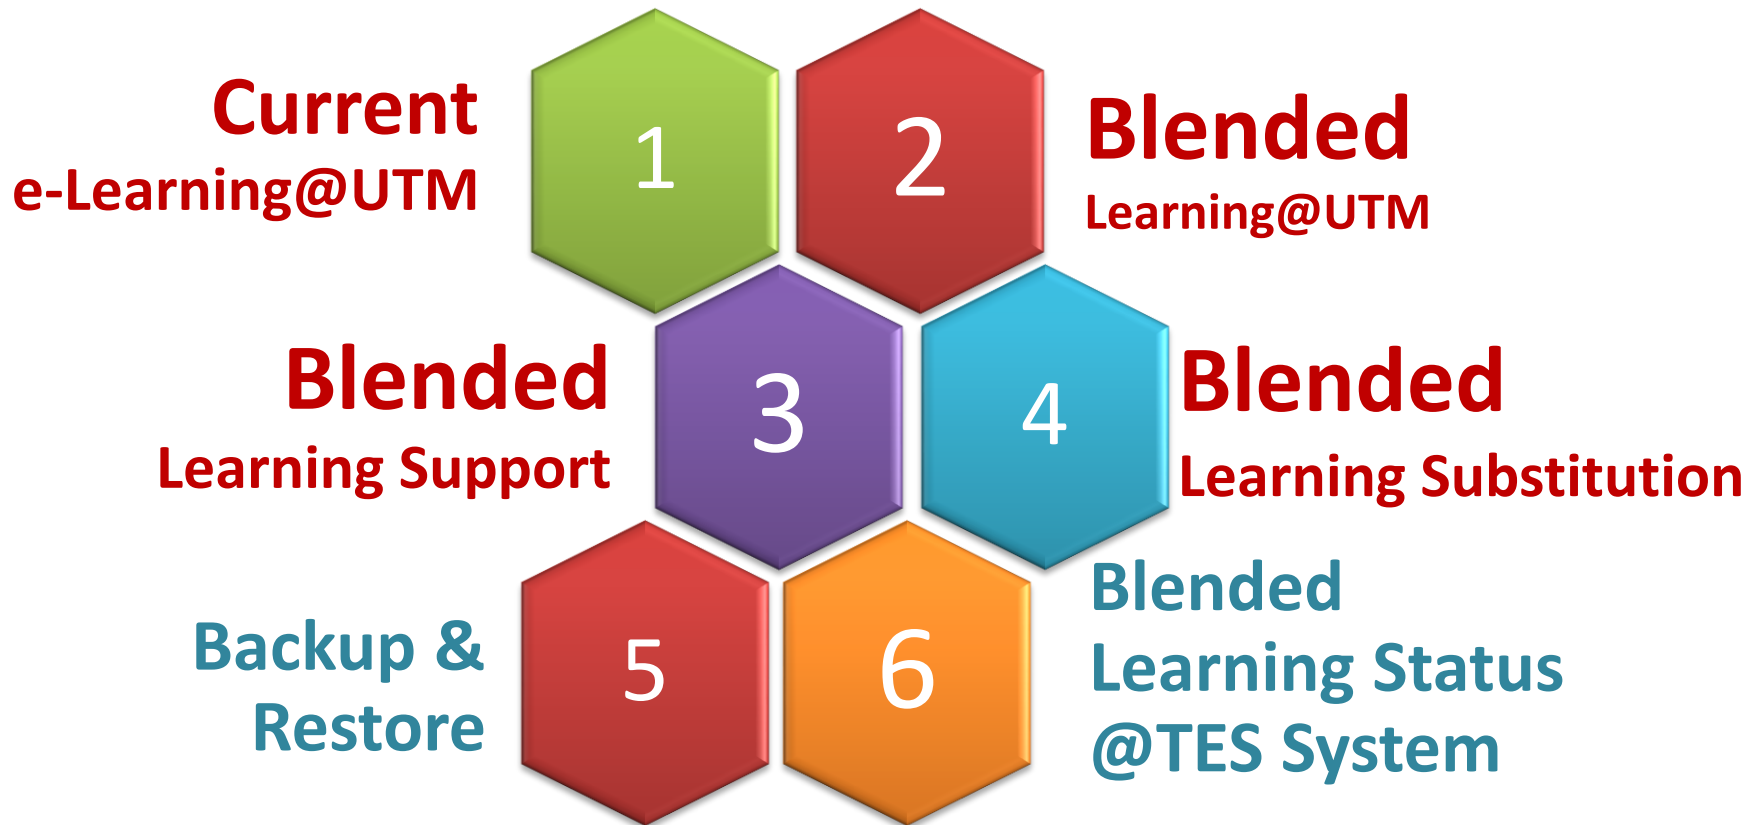 Current
e-Learning@UTM
1
2
Blended
Learning@UTM
Blended
Learning Support
3
4
Blended
Learning Substitution
Backup &
Restore
5
6
Blended
Learning Status
@TES System